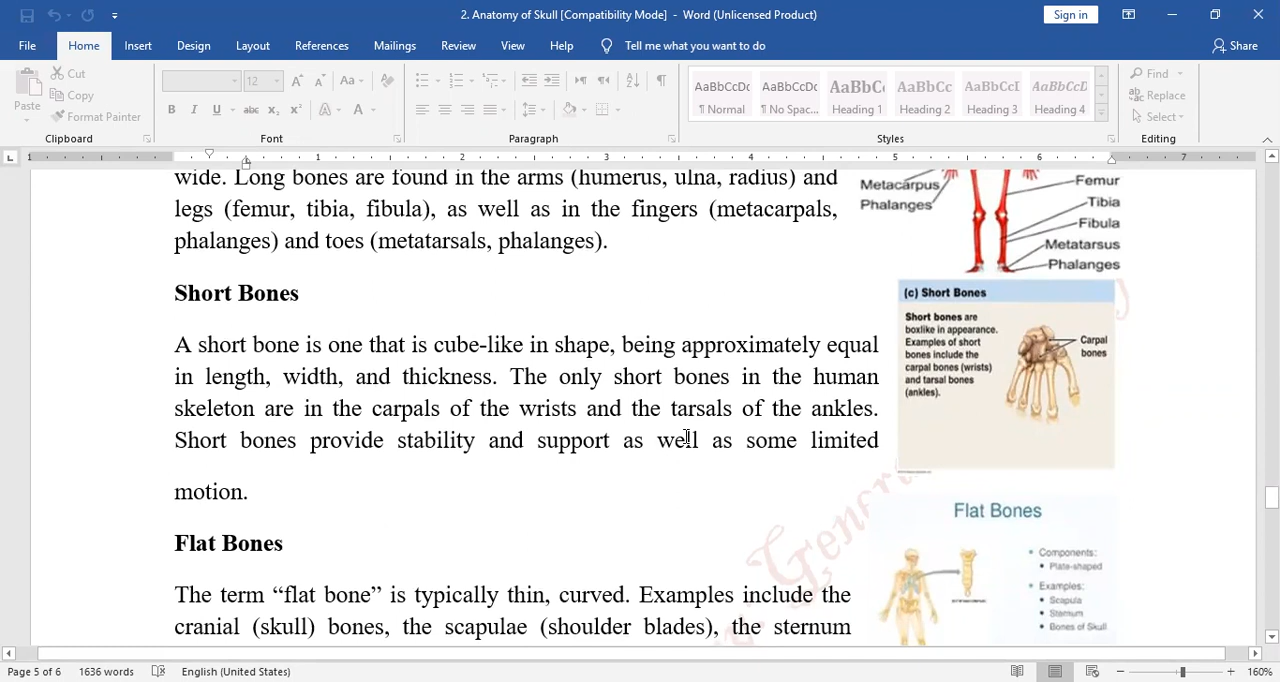 2. Anatomy of Skull [Compatibility Mode] - Word (Unlicensed Product)
Sign in
File Home Insert Design Layout References Mailings Review View Help Tell me what you want to do Share
Paste Cut Copy Format Painter
12
AaBbCcDc AaBbCcDc AaBbC AaBbCc AaBbCcI AaBbCcD
¶ Normal ¶ No Spac... Heading 1 Heading 2 Heading 3 Heading 4
Find Replace Select
Clipboard Font Paragraph Styles Editing
1 1 2 3 4 5 6 7
wide. Long bones are found in the arms (humerus, ulna, radius) and
legs (femur, tibia, fibula), as well as in the fingers (metacarpals,
phalanges) and toes (metatarsals, phalanges).
Metacarpus
Phalanges
Femur
Tibia
Fibula
Metatarsus
Phalanges
Short Bones
A short bone is one that is cube-like in shape, being approximately equal
in length, width, and thickness. The only short bones in the human
skeleton are in the carpals of the wrists and the tarsals of the ankles.
Short bones provide stability and support as well as some limited
motion.
(c) Short Bones
Short bones are
boxlike in appearance.
Examples of short
bones include the
carpal bones (wrists)
and tarsal bones
(ankles).
Carpal
bones
Flat Bones
The term “flat bone” is typically thin, curved. Examples include the
cranial (skull) bones, the scapulae (shoulder blades), the sternum
Flat Bones
Components:
Plate-shaped
Examples:
Scapula
Sternum
Bones of Skull
Page 5 of 6 1636 words English (United States) 160%